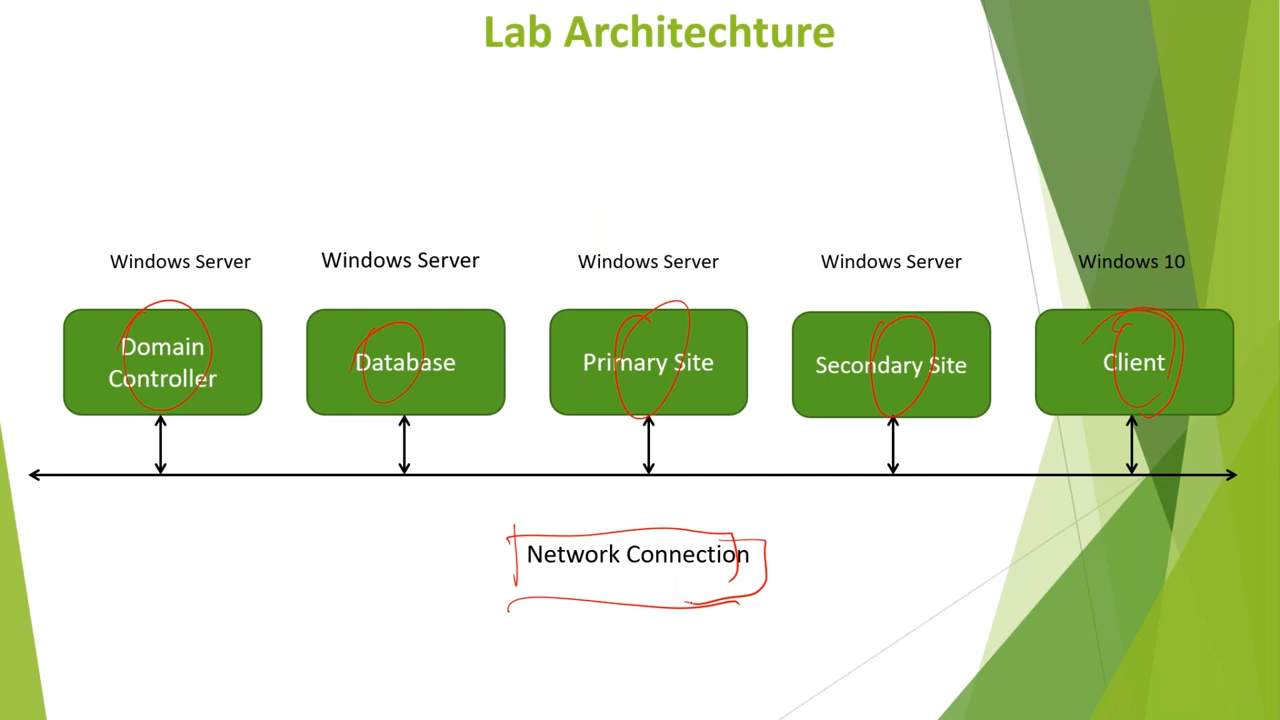 Lab Architechture
Windows Server
Windows Server
Windows Server
Windows Server
Windows 10
Domain
Controller
Database
Primary Site
Secondary Site
Client
Network Connection